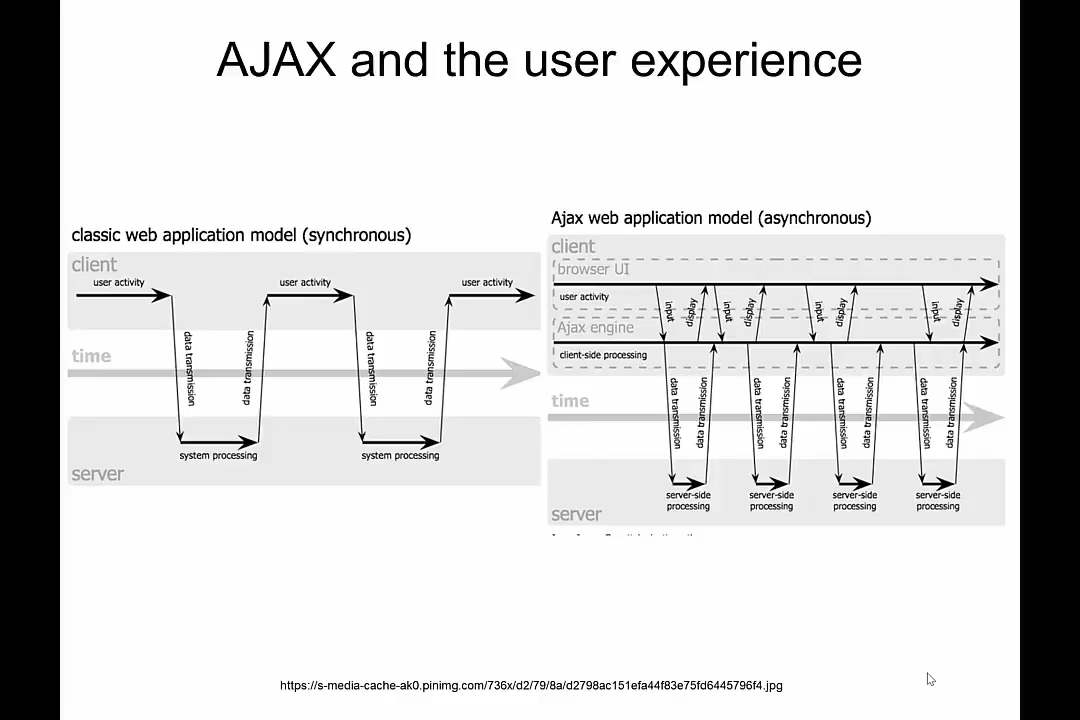 AJAX and the user experience
classic web application model (synchronous)
client
user activity
user activity
user activity
data transmission
data transmission
data transmission
data transmission
time
system processing
system processing
server
Ajax web application model (asynchronous)
client
browser UI
user activity
input
display
input
display
input
display
input
display
Ajax engine
client-side processing
data transmission
data transmission
data transmission
data transmission
data transmission
data transmission
data transmission
data transmission
time
server-side
processing
server-side
processing
server-side
processing
server-side
processing
server
https://s-media-cache-ak0.pinimg.com/736x/d2/79/8a/d2798ac151efa44f83e75fd6445796f4.jpg